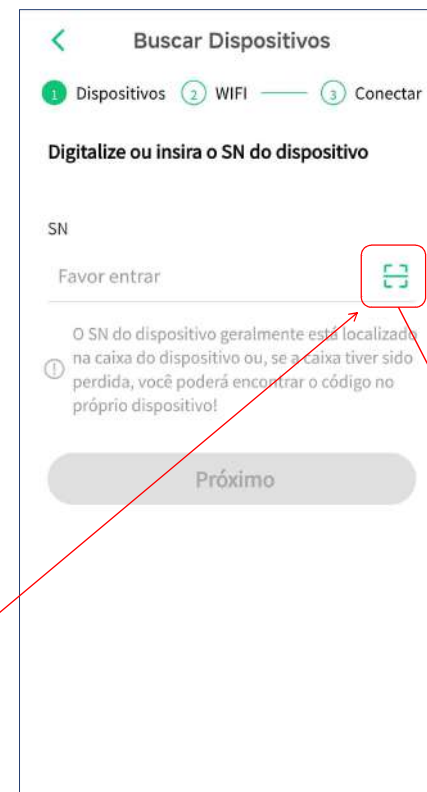 Buscar Dispositivos
1 Dispositivos 2 WIFI 3 Conectar
Digitalize ou insira o SN do dispositivo
SN
Favor entrar
O SN do dispositivo geralmente está localizado
na caixa do dispositivo ou, se a caixa tiver sido
perdida, você poderá encontrar o código no
próprio dispositivo!
Próximo